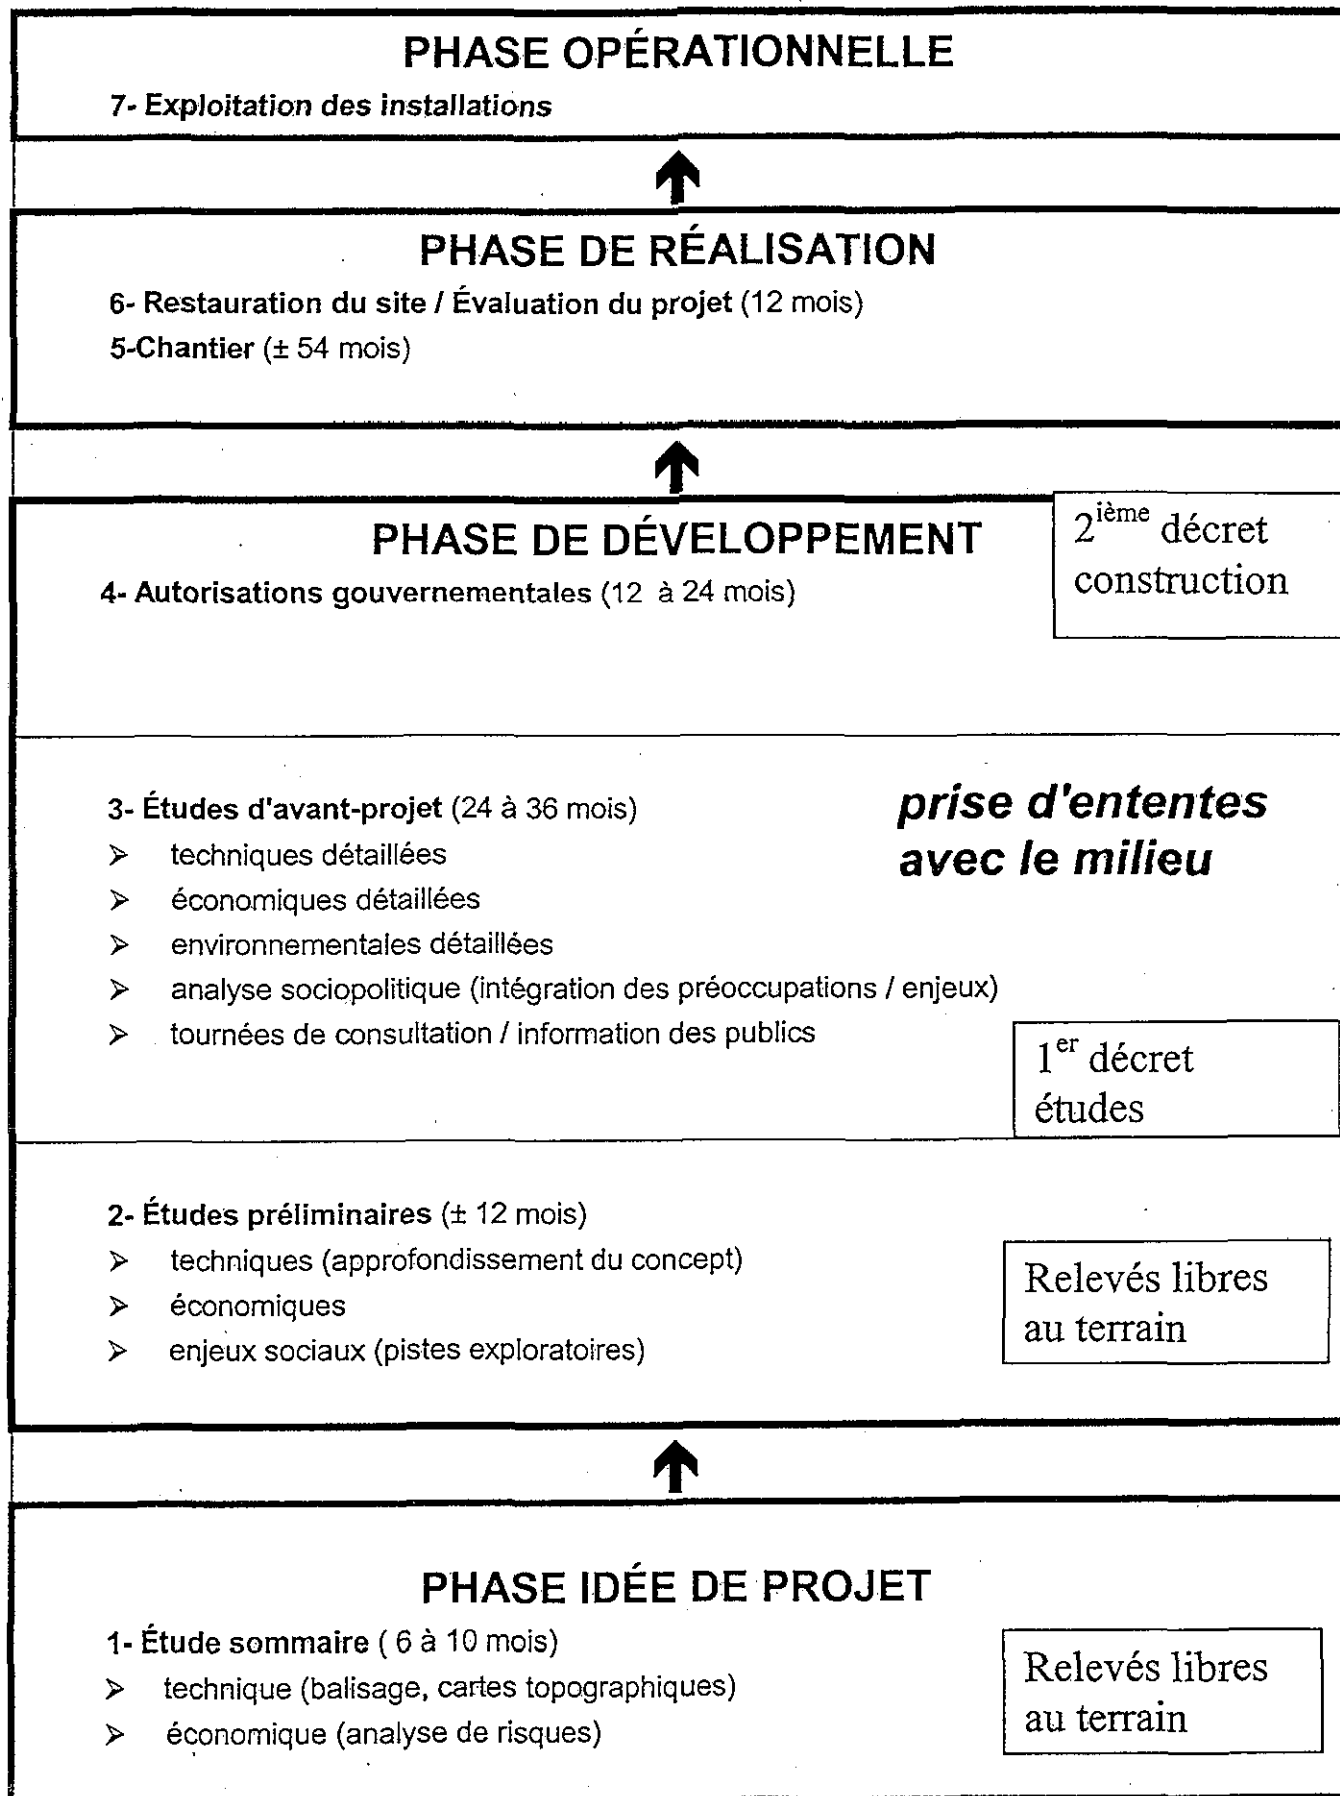 PHASE OPÉRATIONNELLE
7- Exploitation des installations
PHASE DE RÉALISATION
6- Restauration du site / Évaluation du projet (12 mois)
5-Chantier (± 54 mois)
PHASE DE DÉVELOPPEMENT
2ième décret
construction
4- Autorisations gouvernementales (12 à 24 mois)
3- Études d'avant-projet (24 à 36 mois)
prise d'ententes
avec le milieu
➢ techniques détaillées
➢ économiques détaillées
➢ environnementales détaillées
➢ analyse sociopolitique (intégration des préoccupations / enjeux)
➢ tournées de consultation / information des publics
1er décret
études
2- Études préliminaires (± 12 mois)
➢ techniques (approfondissement du concept)
➢ économiques
➢ enjeux sociaux (pistes exploratoires)
Relevés libres
au terrain
PHASE IDÉE DE PROJET
1- Étude sommaire ( 6 à 10 mois)
➢ technique (balisage, cartes topographiques)
➢ économique (analyse de risques)
Relevés libres
au terrain